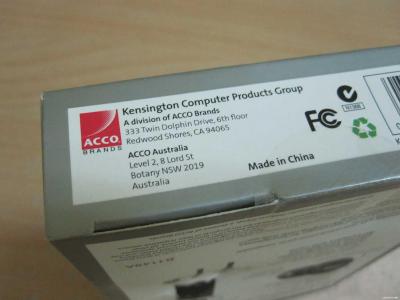 Kensington Computer Products Group
A division of ACCO Brands
333 Twin Dolphin Drive, 6th floor
Redwood Shores, CA 94065
ACCO Australia
Level 2, 8 Lord St
Botany NSW 2019
Australia
Made in China
ACCO
BRANDS
FC
N1368